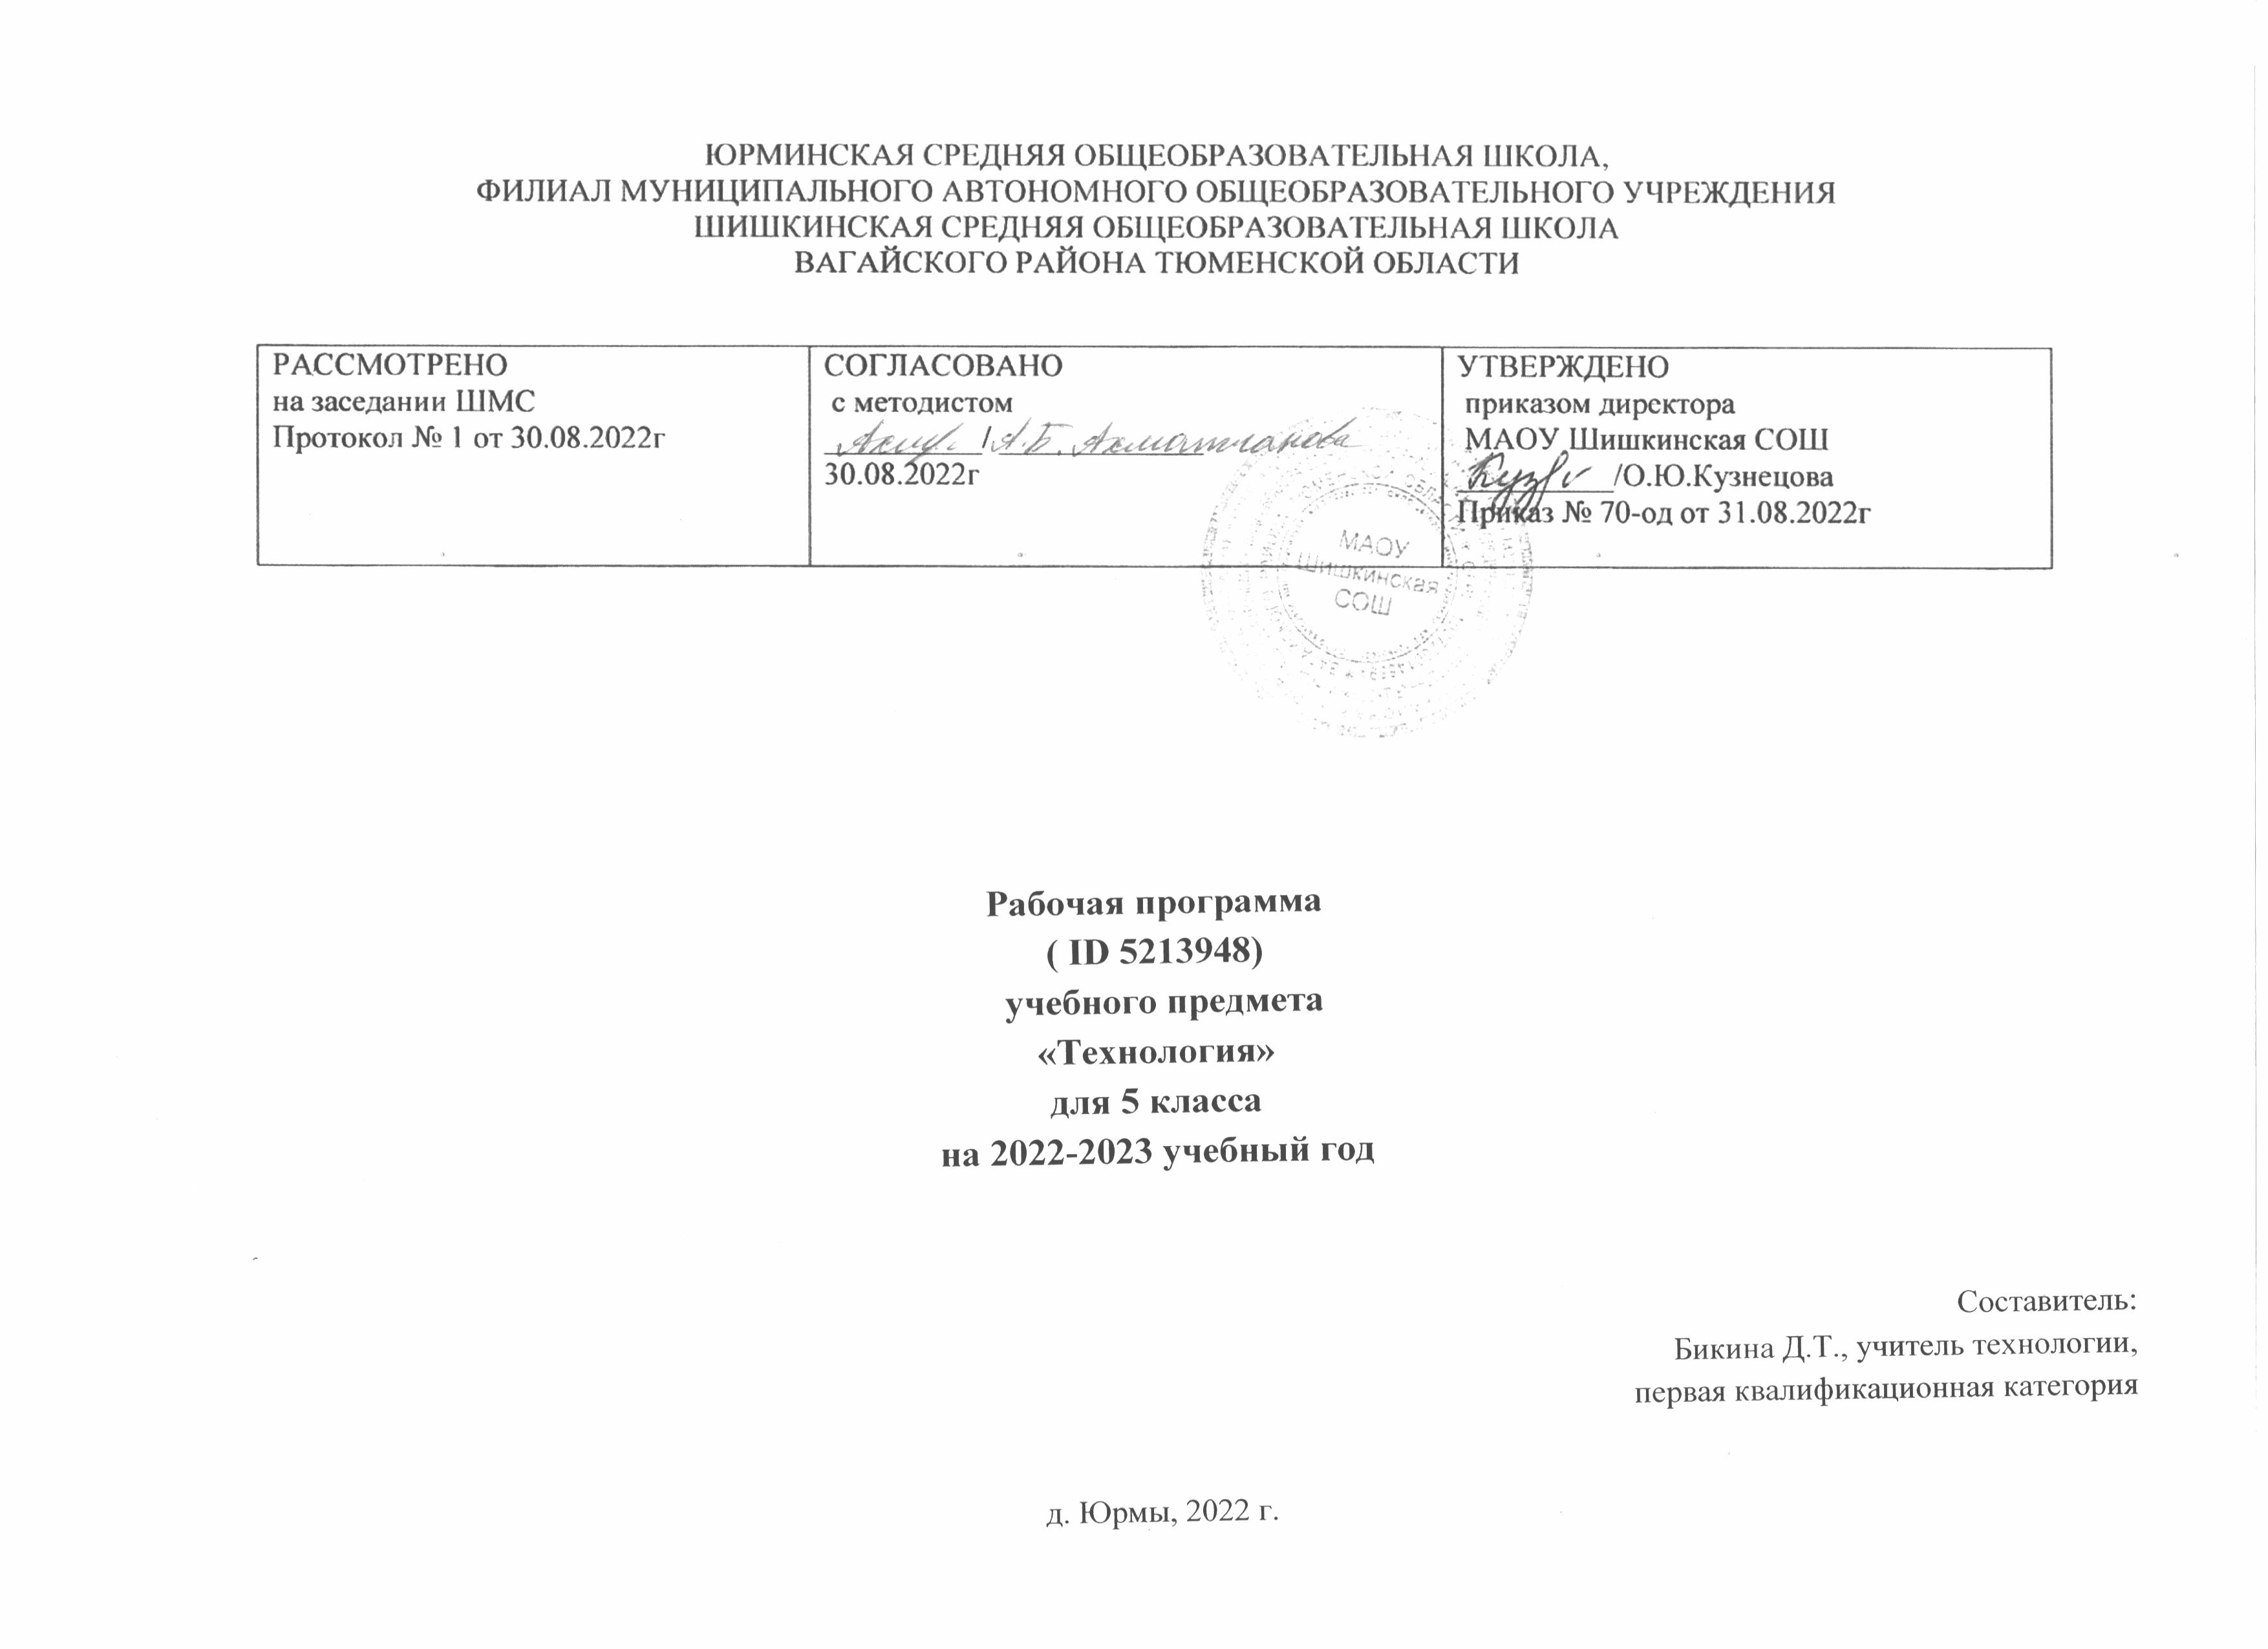 ЮРМИНСКАЯ СРЕДНЯЯ ОБЩЕОБРАЗОВАТЕЛЬНАЯ ШКОЛА,
ФИЛИАЛ МУНИЦИПАЛЬНОГО АВТОНОМНОГО ОБЩЕОБРАЗОВАТЕЛЬНОГО УЧРЕЖДЕНИЯ
ШИШКИНСКАЯ СРЕДНЯЯ ОБЩЕОБРАЗОВАТЕЛЬНАЯ ШКОЛА
ВАГАЙСКОГО РАЙОНА ТЮМЕНСКОЙ ОБЛАСТИ
РАССМОТРЕНО
на заседании ШМС
Протокол № 1 от 30.08.2022г
СОГЛАСОВАНО
с методистом
/А.Б.
30.08.2022г
УТВЕРЖДЕНО
приказом директора
МАОУ Шишкинская СОШ
/О.Ю.Кузнецова
Приказ № 70-од от 31.08.2022г
МАОУ
Шишкинская
СОШ
Рабочая программа
( ID 5213948)
учебного предмета
«Технология»
для 5 класса
на 2022-2023 учебный год
Составитель:
Бикина Д.Т., учитель технологии,
первая квалификационная категория
д. Юрмы, 2022 г.